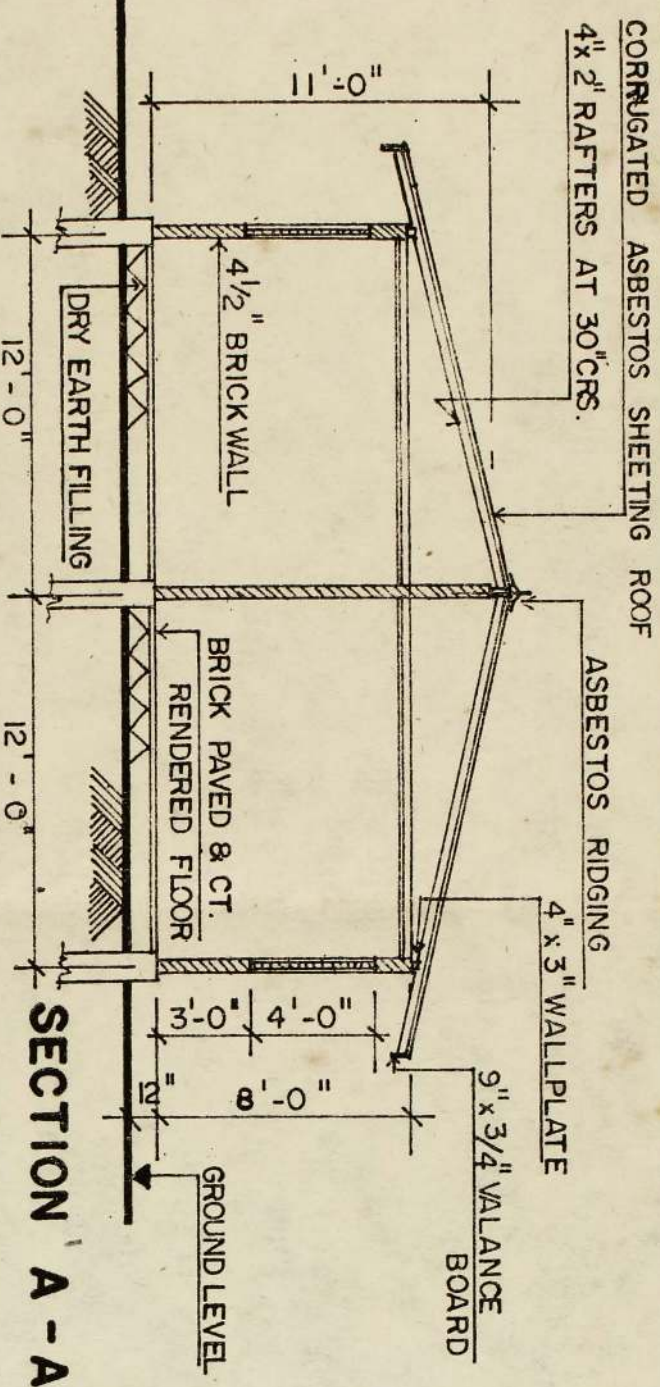 CORRUGATED ASBESTOS SHEETING ROOF
4"x 2" RAFTERS AT 30"CRS.
ASBESTOS RIDGING
4" x 3" WALLPLATE
9" x 3/4" VALANCE
BOARD
11'-0"
4 1/2" BRICK WALL
BRICK PAVED & CT.
RENDERED FLOOR
3'-0"
4'-0"
8'-0"
12"
GROUND LEVEL
DRY EARTH FILLING
12'-0"
12'-0"
SECTION A-A